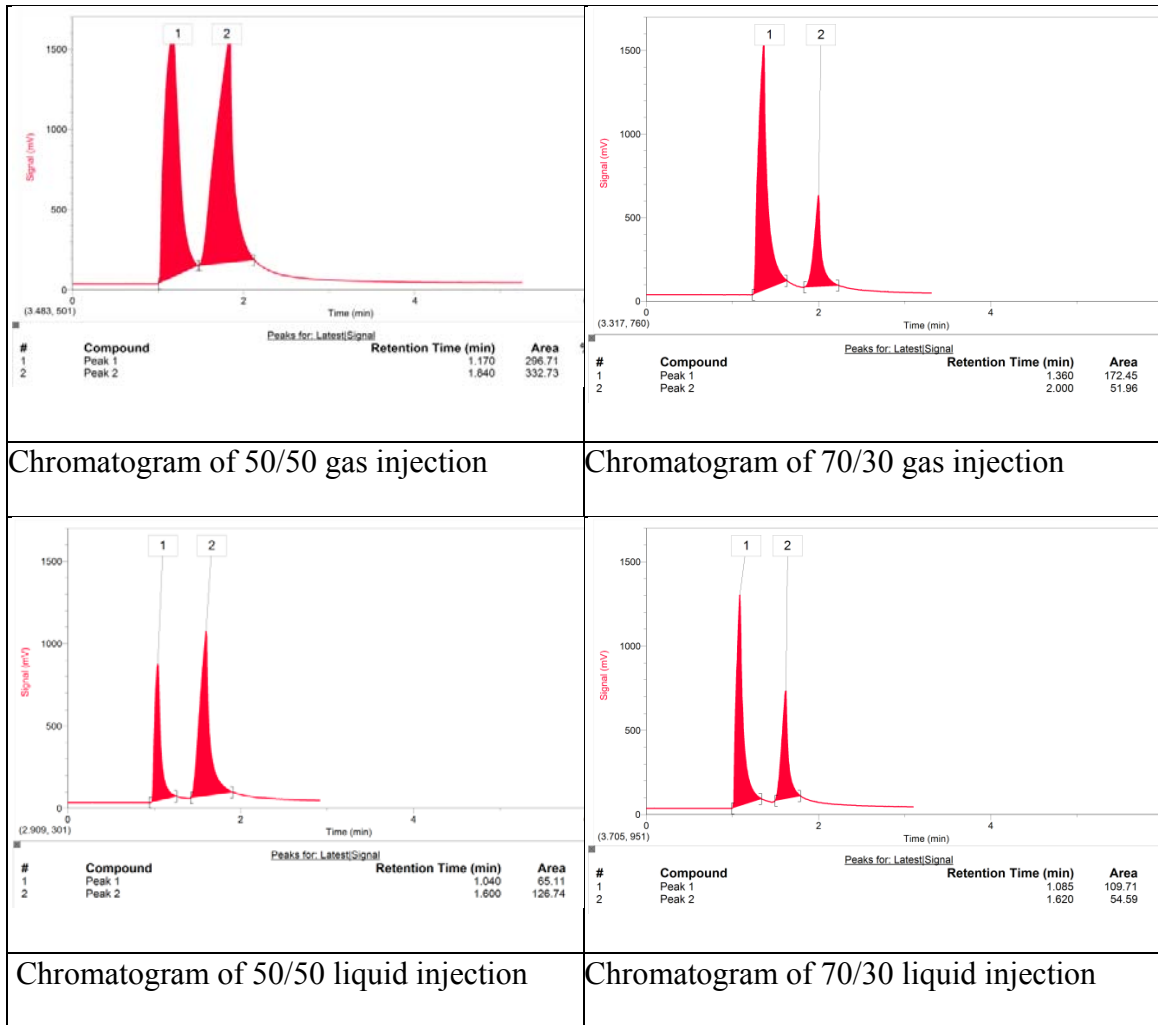 1 2
1500
1000
Signal (mV)
500
0
0 2 4
(3.483, 501) Time (min)
Peaks for: Latest|Signal
# Compound Retention Time (min) Area
1 Peak 1 1.170 296.71
2 Peak 2 1.840 332.73
Chromatogram of 50/50 gas injection
1 2
1500
1000
Signal (mV)
500
0
0 2 4
(3.317, 760) Time (min)
Peaks for: Latest|Signal
# Compound Retention Time (min) Area
1 Peak 1 1.360 172.45
2 Peak 2 2.000 51.96
Chromatogram of 70/30 gas injection
1 2
1500
1000
Signal (mV)
500
0
0 2 4
(2.909, 301) Time (min)
Peaks for: Latest|Signal
# Compound Retention Time (min) Area
1 Peak 1 1.040 65.11
2 Peak 2 1.600 126.74
Chromatogram of 50/50 liquid injection
1 2
1500
1000
Signal (mV)
500
0
0 2 4
(3.705, 951) Time (min)
Peaks for: Latest|Signal
# Compound Retention Time (min) Area
1 Peak 1 1.085 109.71
2 Peak 2 1.620 54.59
Chromatogram of 70/30 liquid injection